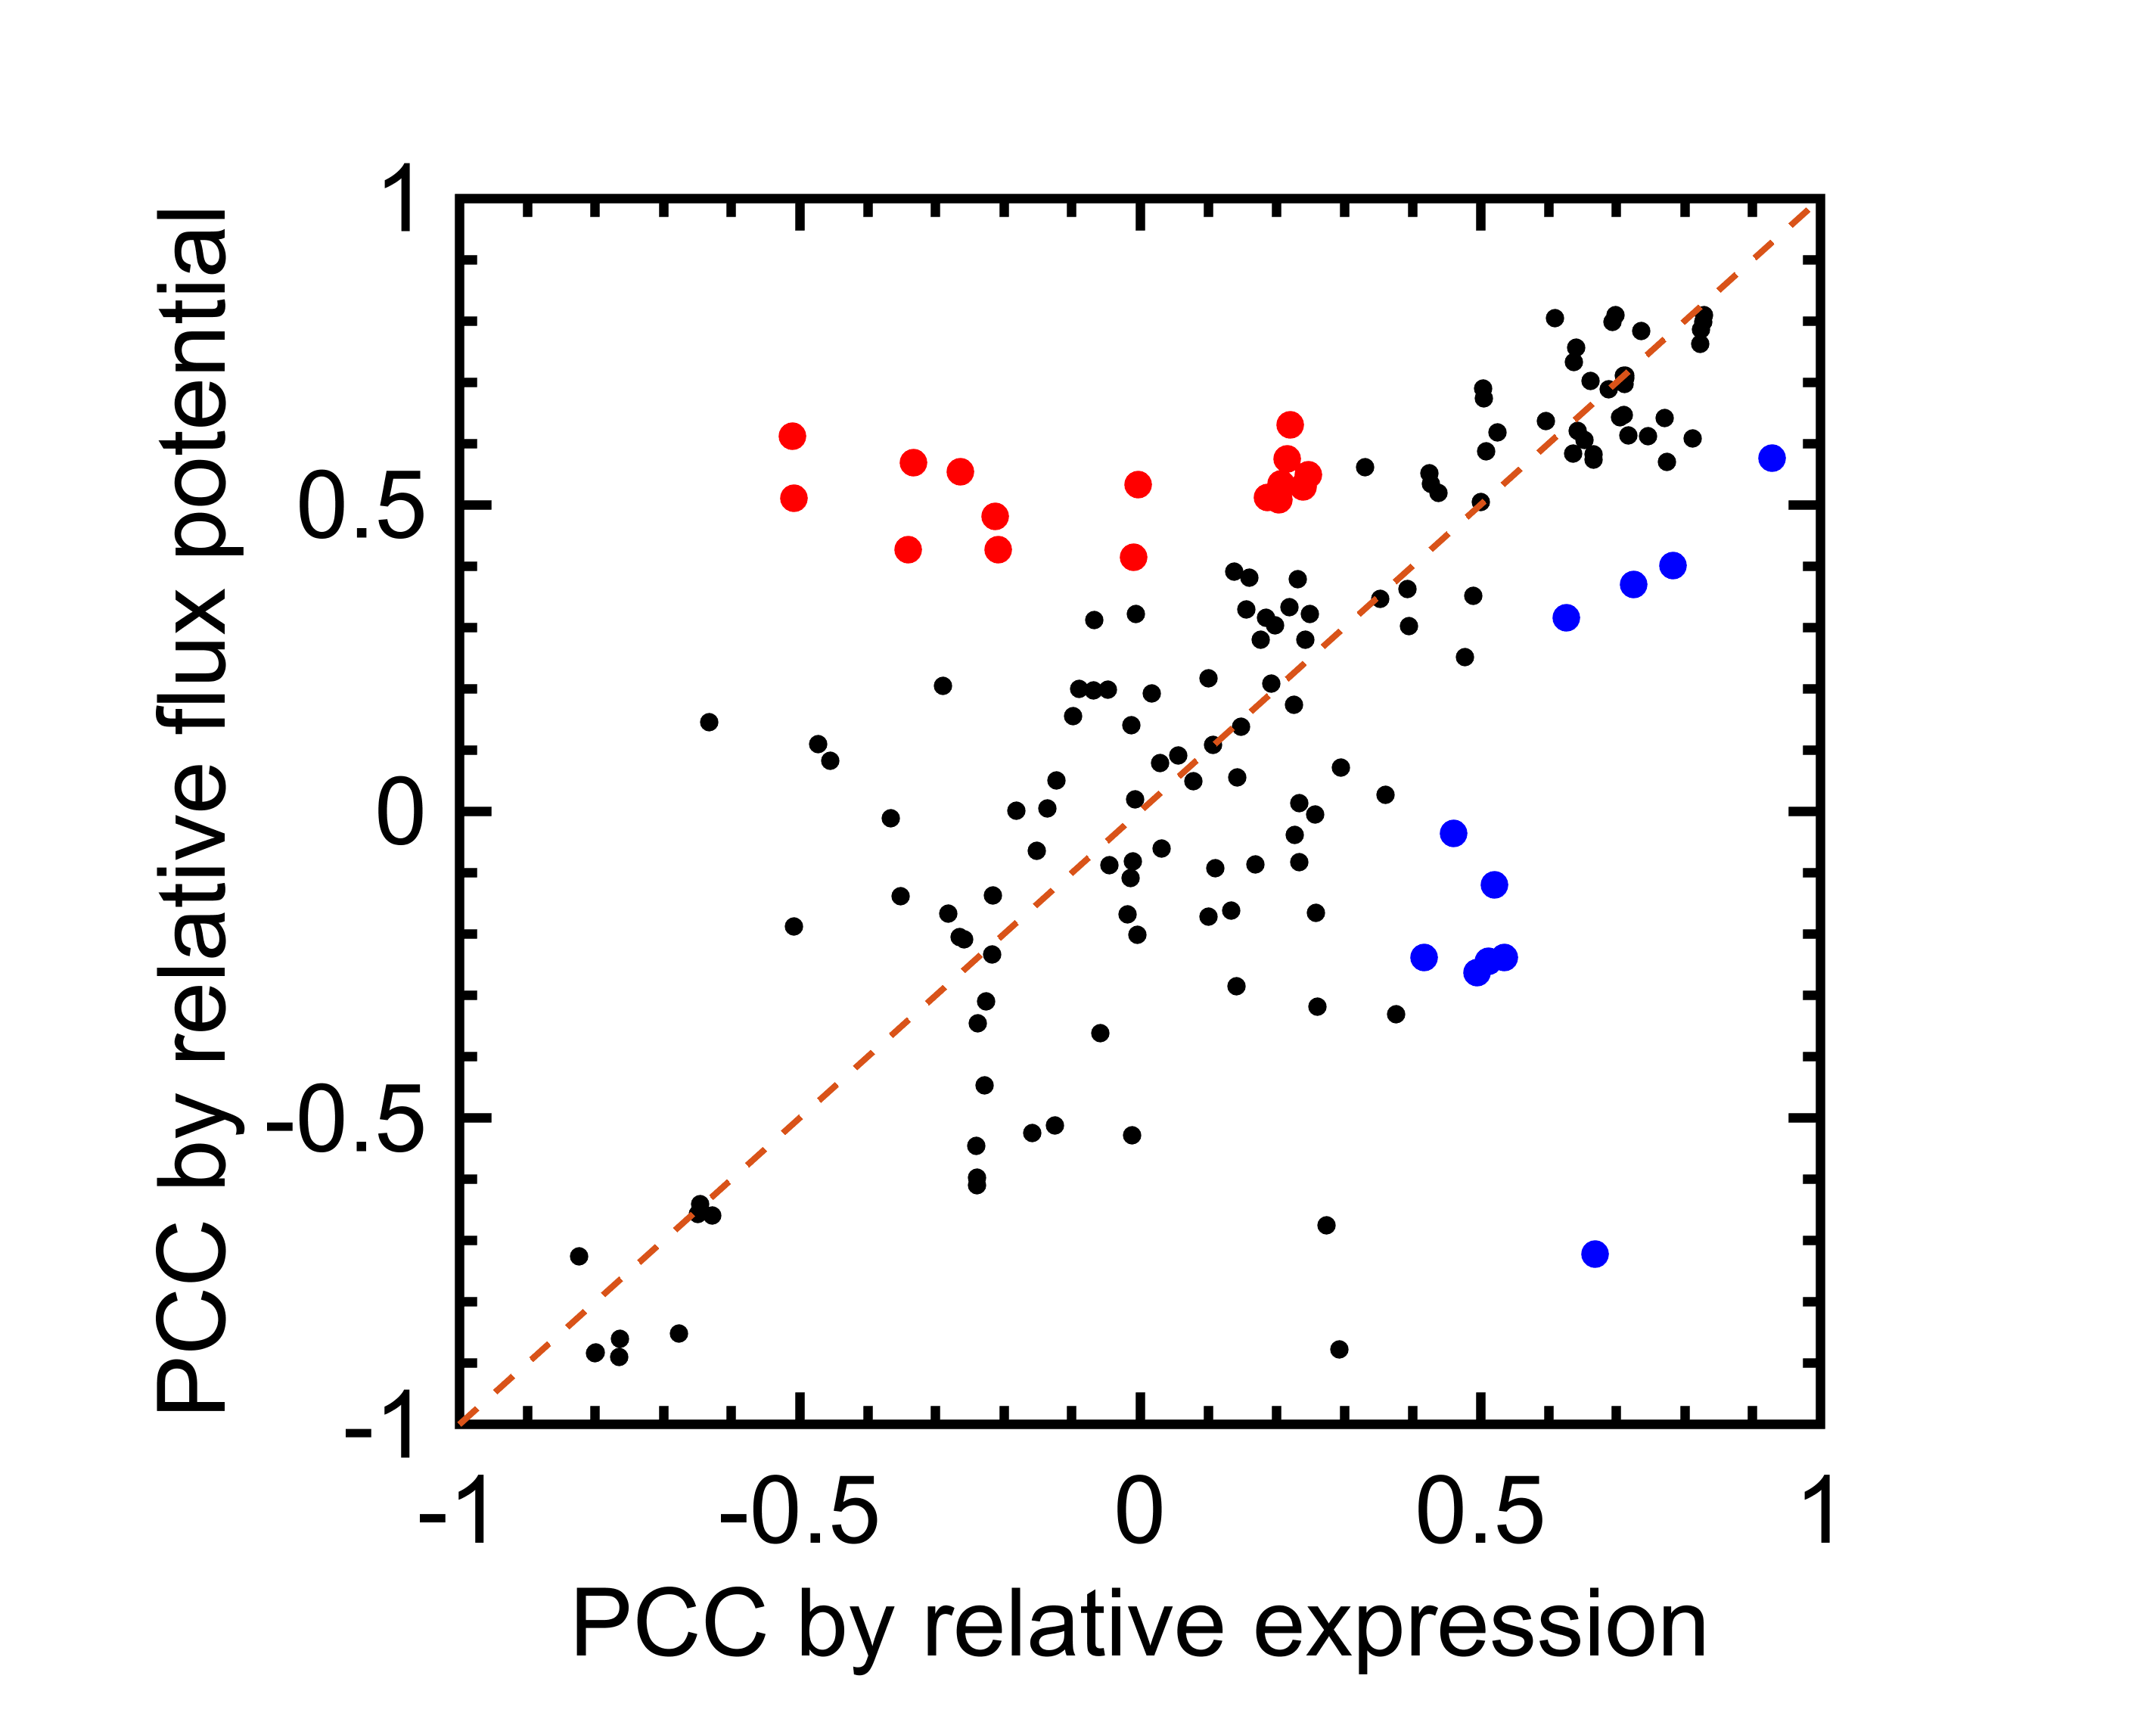 PCC by relative flux potential
1
0.5
0
-0.5
-1
-1 -0.5 0 0.5 1
PCC by relative expression